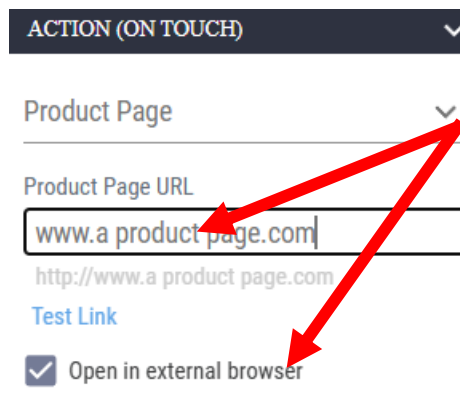 ACTION (ON TOUCH)
Product Page
Product Page URL
www.a product page.com
http://www.a product page.com
Test Link
Open in external browser